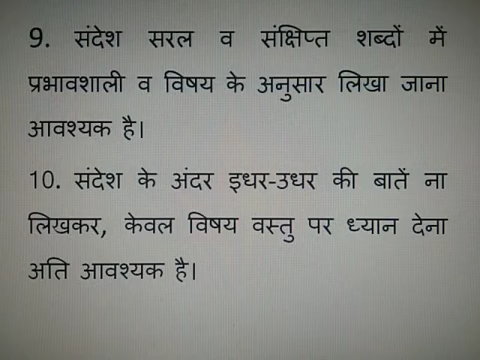 9. संदेश सरल व संक्षिप्त शब्दों में
प्रभावशाली व विषय के अनुसार लिखा जाना
आवश्यक है।
10. संदेश के अंदर इधर-उधर की बातें ना
लिखकर, केवल विषय वस्तु पर ध्यान देना
अति आवश्यक है।